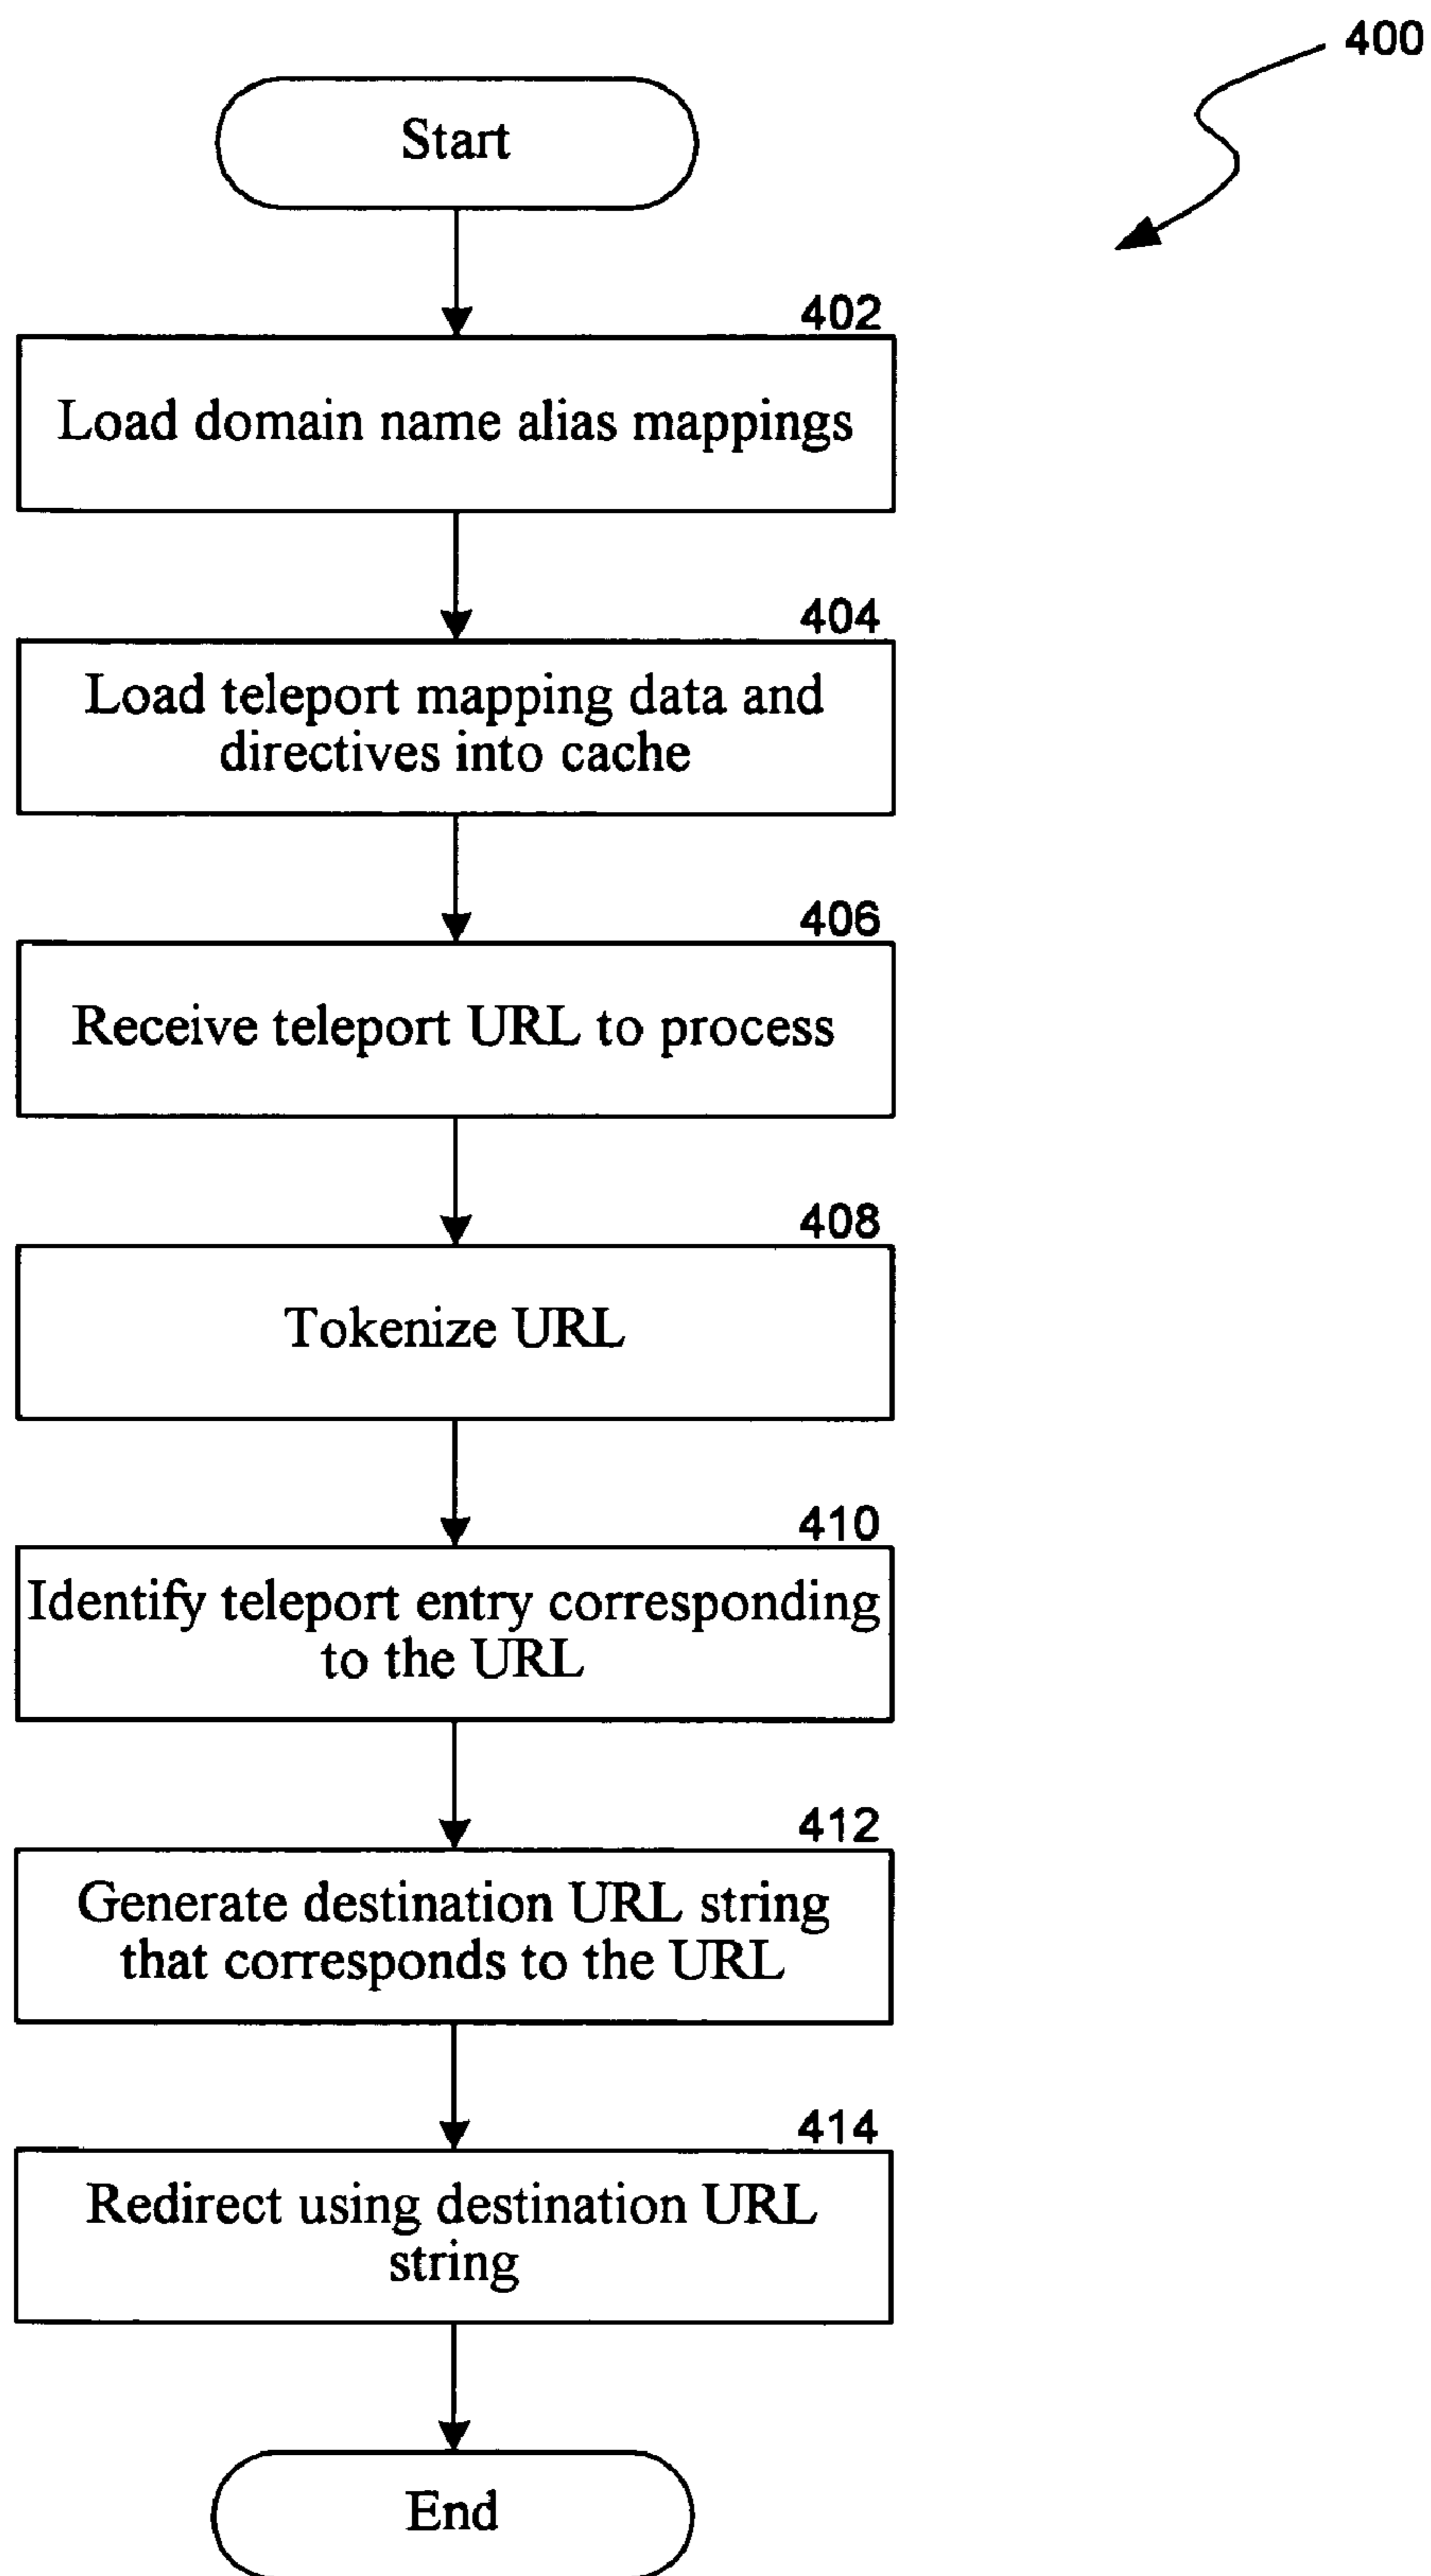 400
Start
402
Load domain name alias mappings
404
Load teleport mapping data and
directives into cache
406
Receive teleport URL to process
408
Tokenize URL
410
Identify teleport entry corresponding
to the URL
412
Generate destination URL string
that corresponds to the URL
414
Redirect using destination URL
string
End